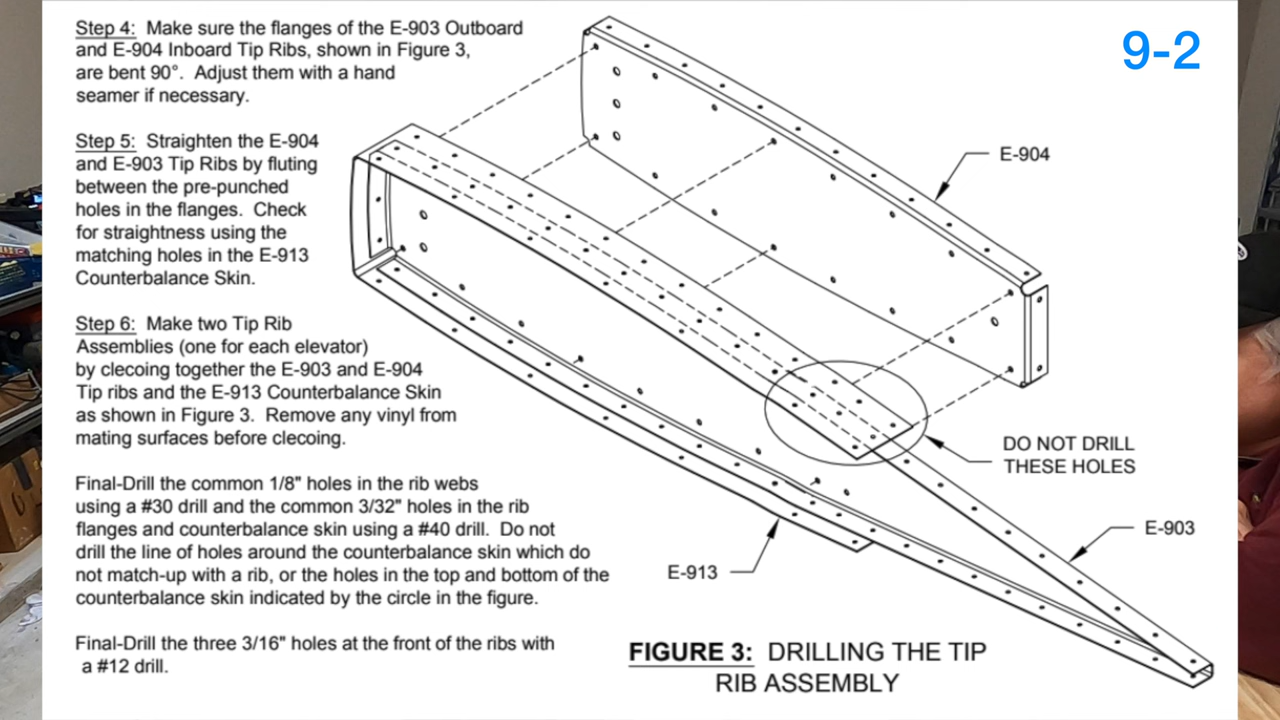 9-2
Step 4: Make sure the flanges of the E-903 Outboard
and E-904 Inboard Tip Ribs, shown in Figure 3,
are bent 90°. Adjust them with a hand
seamer if necessary.
Step 5: Straighten the E-904
and E-903 Tip Ribs by fluting
between the pre-punched
holes in the flanges. Check
for straightness using the
matching holes in the E-913
Counterbalance Skin.
Step 6: Make two Tip Rib
Assemblies (one for each elevator)
by clecoing together the E-903 and E-904
Tip ribs and the E-913 Counterbalance Skin
as shown in Figure 3. Remove any vinyl from
mating surfaces before clecoing.
Final-Drill the common 1/8" holes in the rib webs
using a #30 drill and the common 3/32" holes in the rib
flanges and counterbalance skin using a #40 drill. Do not
drill the line of holes around the counterbalance skin which do
not match-up with a rib, or the holes in the top and bottom of the
counterbalance skin indicated by the circle in the figure.
Final-Drill the three 3/16" holes at the front of the ribs with
a #12 drill.
E-904
DO NOT DRILL
THESE HOLES
E-903
E-913
FIGURE 3: DRILLING THE TIP
RIB ASSEMBLY